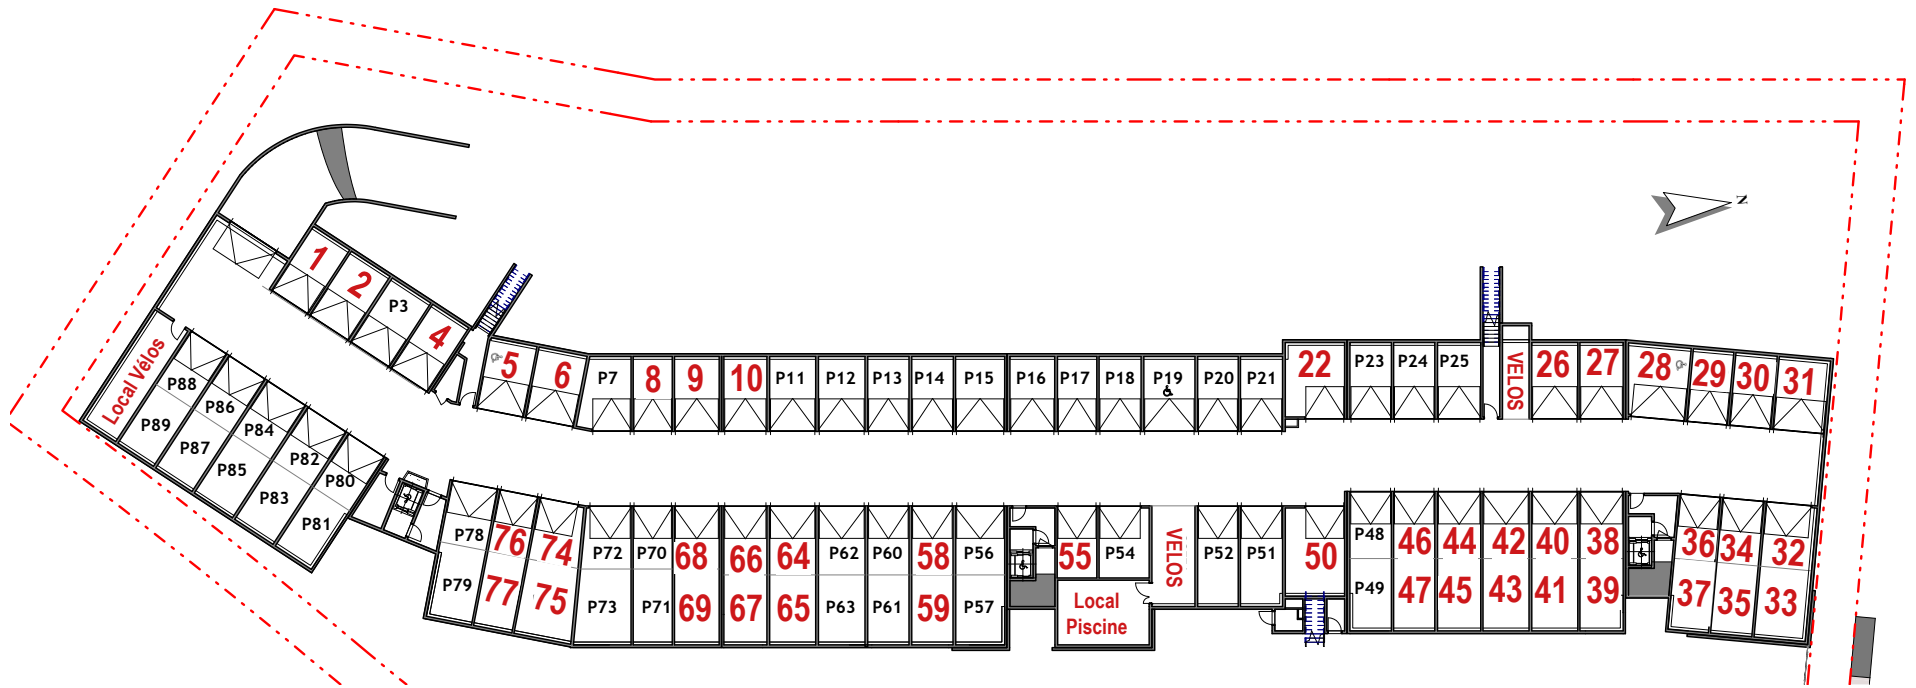 N
1
2
P3
4
5
6
P7
8
9
10
P11
P12
P13
P14
P15
P16
P17
P18
P19
P20
P21
22
P23
P24
P25
VELOS
26
27
28
29
30
31
Local Vélos
P88
P89
P86
P87
P84
P85
P82
P83
P80
P81
P78
P79
76
77
74
75
P72
P73
P70
P71
68
69
66
67
64
65
P62
P63
P60
P61
58
59
P56
P57
55
P54
Local
Piscine
VELOS
P52
P51
50
P48
P49
46
47
44
45
42
43
40
41
38
39
36
37
34
35
32
33